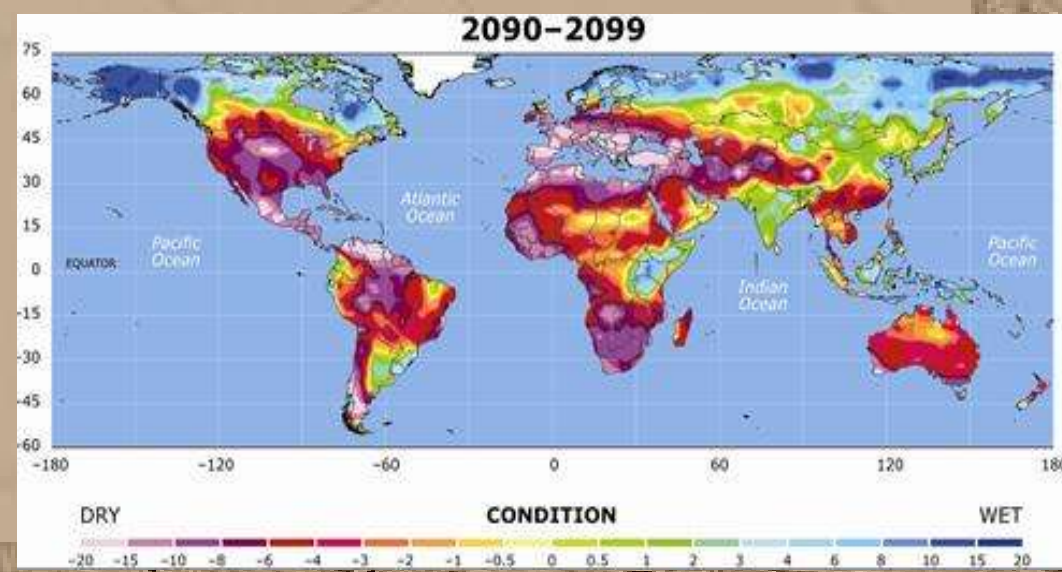 2090–2099
75
60
45
30
15
0
-15
-30
-45
-60
Atlantic
Ocean
Pacific
Ocean
EQUATOR
Indian
Ocean
Pacific
Ocean
-180 -120 -60 0 60 120 180
DRY CONDITION WET
-20 -15 -10 -8 -6 -4 -3 -2 -1 -0.5 0 0.5 1 2 3 4 6 8 10 15 20